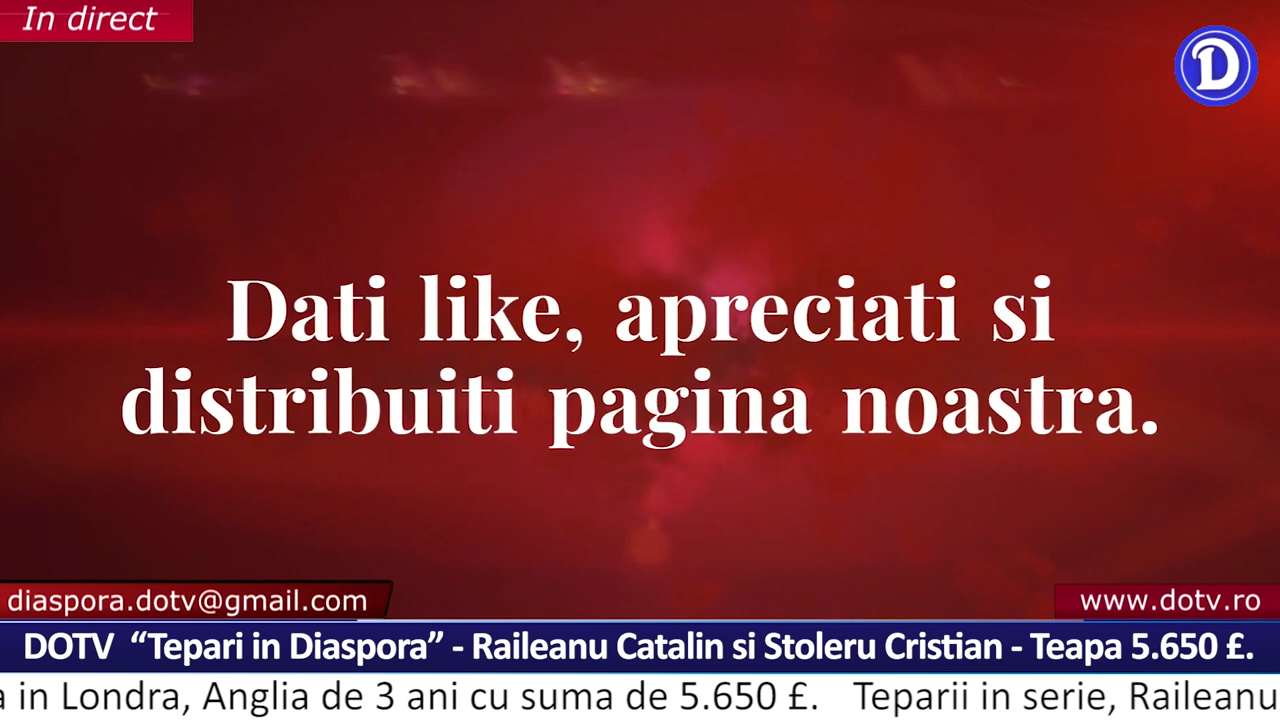 In direct
D
Dati like, apreciati si
distribuiti pagina noastra.
diaspora.dotv@gmail.com
www.dotv.ro
DOTV “Tepari in Diaspora” - Raileanu Catalin si Stoleru Cristian - Teapa 5.650 £.
a in Londra, Anglia de 3 ani cu suma de 5.650 £. Teparii in serie, Raileanu